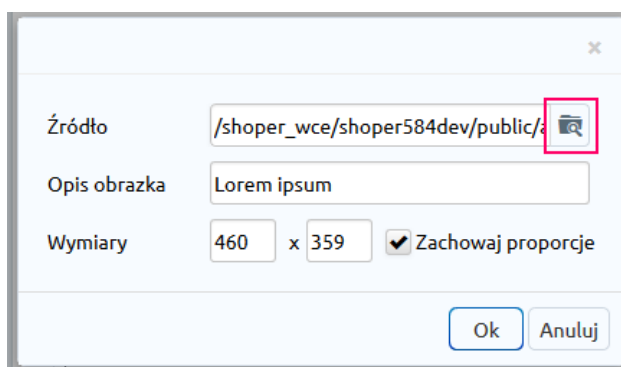 Źródło /shoper_wce/shoper584dev/public/a
Opis obrazka Lorem ipsum
Wymiary 460 x 359 Zachowaj proporcje
Ok Anuluj